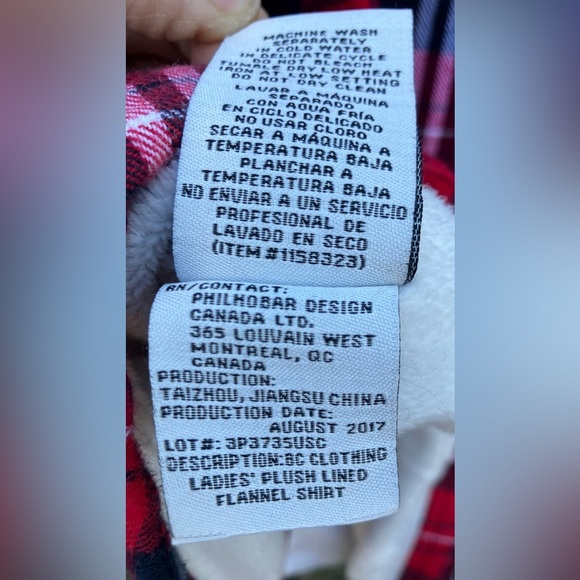 MACHINE WASH
SEPARATELY
IN COLD WATER
IN DELICATE CYCLE
DO NOT BLEACH
TUMBLE DRY LOW HEAT
IRON AT LOW SETTING
DO NOT DRY CLEAN
LAVAR A MÁQUINA
SEPARADO
CON AQUA FRÍA
EN CICLO DELICADO
NO USAR CLORO
SECAR A MÁQUINA A
TEMPERATURA BAJA
PLANCHAR A
TEMPERATURA BAJA
NO ENVIAR A UN SERVICIO
PROFESIONAL DE
LAVADO EN SECO
(ITEM #1158323)
RN/CONTACT:
PHILHOBAR DESIGN
CANADA LTD.
365 LOUVAIN WEST
MONTREAL, QC
CANADA
PRODUCTION:
TAIZHOU, JIANGSU CHINA
PRODUCTION DATE:
AUGUST 2017
LOT#: 3P3735USC
DESCRIPTION:BC CLOTHING
LADIES' PLUSH LINED
FLANNEL SHIRT